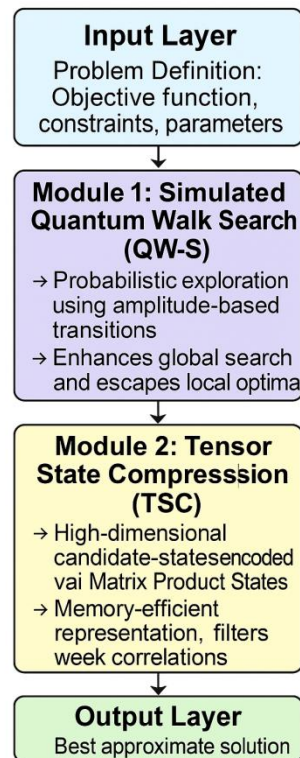 Input Layer
Problem Definition:
Objective function,
constraints, parameters
Module 1: Simulated
Quantum Walk Search
(QW-S)
→ Probabilistic exploration
using amplitude-based
transitions
→ Enhances global search
and escapes local optima
Module 2: Tensor
State Compresssion
(TSC)
→ High-dimensional
candidate-statesencoded
vai Matrix Product States
→ Memory-efficient
representation, filters
week correlations
Output Layer
Best approximate solution